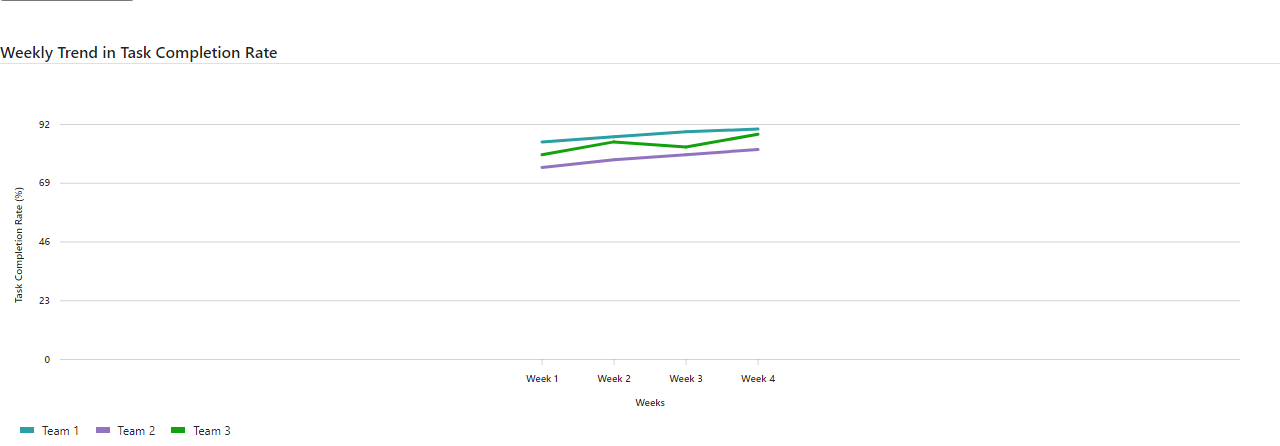 Weekly Trend in Task Completion Rate
92
69
46
23
0
Task Completion Rate (%)
Week 1 Week 2 Week 3 Week 4
Weeks
Team 1 Team 2 Team 3